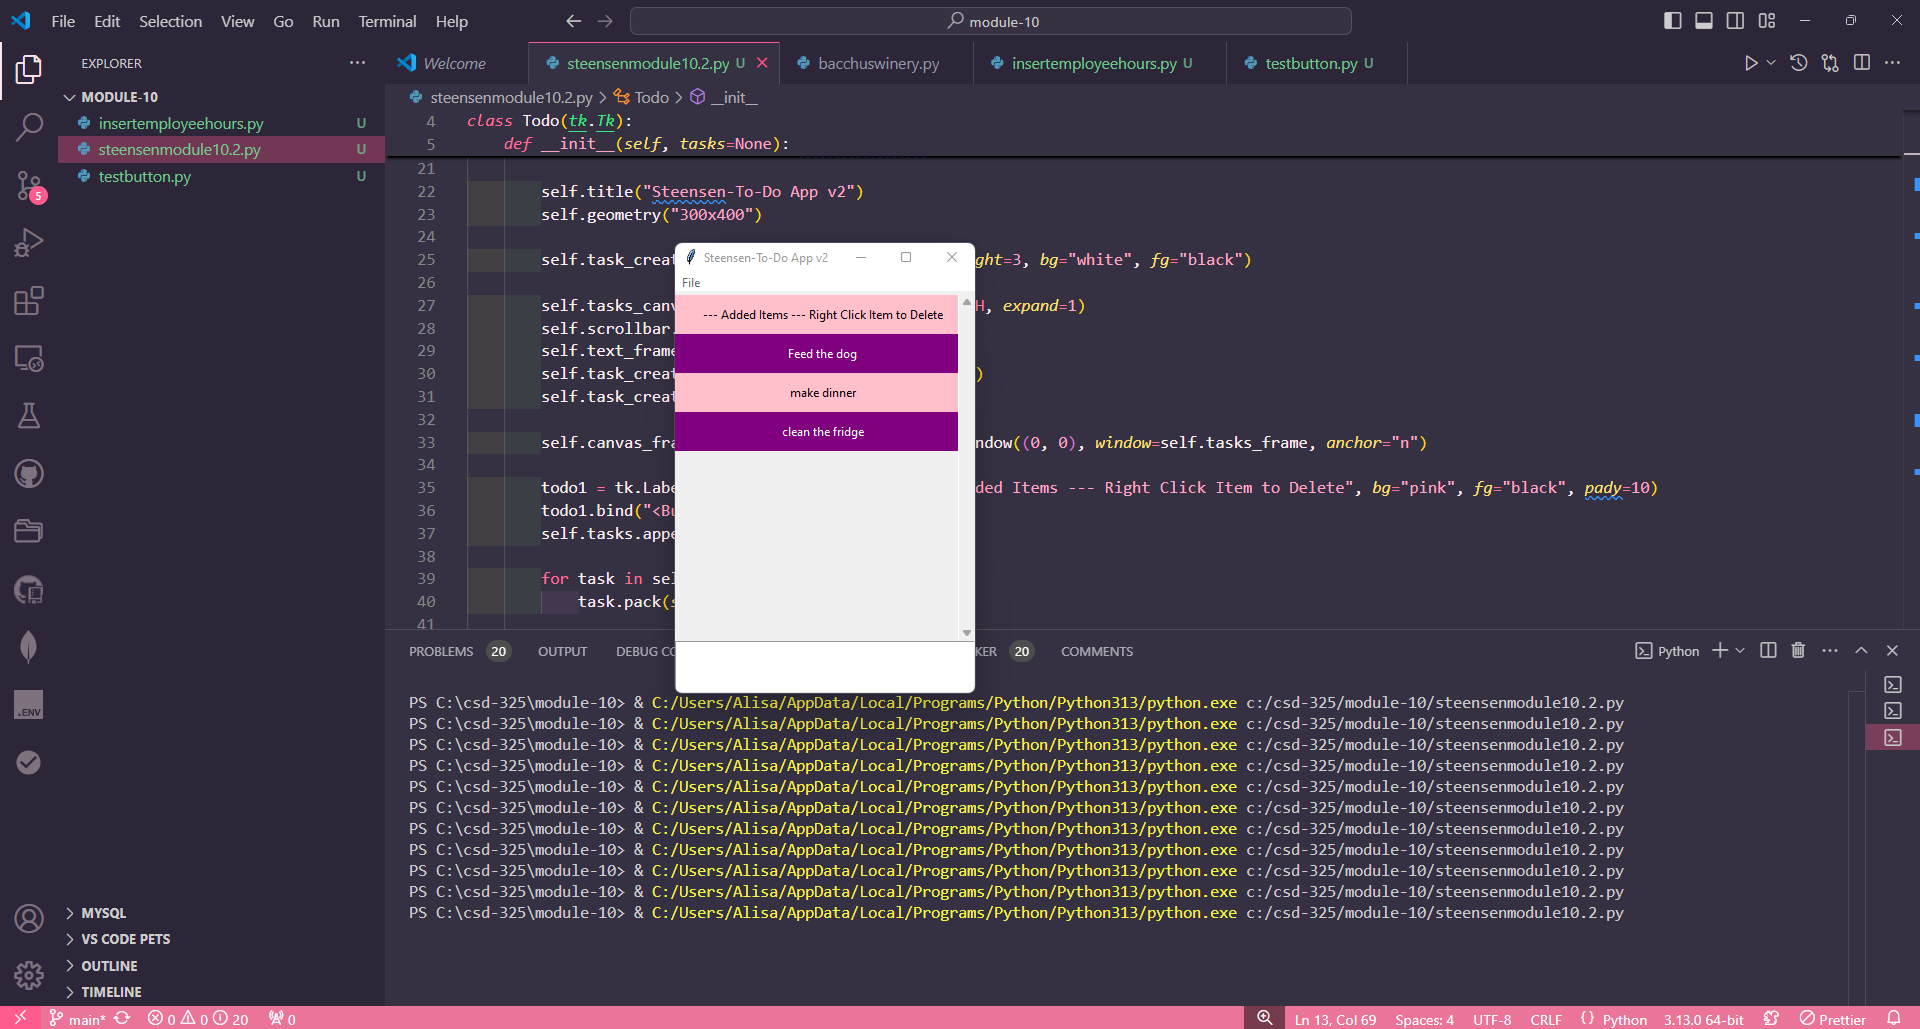 File Edit Selection View Go Run Terminal Help
module-10
EXPLORER
MODULE-10
insertemployeehours.py U
steensenmodule10.2.py U
testbutton.py U
5
Welcome
steensenmodule10.2.py U
bacchuswinery.py
insertemployeehours.py U
testbutton.py U
steensenmodule10.2.py > Todo > __init__
4 class Todo(tk.Tk):
5 def __init__(self, tasks=None):
21
22 self.title("Steensen-To-Do App v2")
23 self.geometry("300x400")
24
25 self.task_creat ght=3, bg="white", fg="black")
26
27 self.tasks_canv H, expand=1)
28 self.scrollbar.
29 self.text_frame
30 self.task_creat )
31 self.task_creat
32
33 self.canvas_fra ndow((0, 0), window=self.tasks_frame, anchor="n")
34
35 todo1 = tk.Labe ded Items --- Right Click Item to Delete", bg="pink", fg="black", pady=10)
36 todo1.bind("<Bu
37 self.tasks.appe
38
39 for task in sel
40 task.pack(s
41
Steensen-To-Do App v2
File
--- Added Items --- Right Click Item to Delete
Feed the dog
make dinner
clean the fridge
PROBLEMS 20 OUTPUT DEBUG CO KER 20 COMMENTS
Python
PS C:\csd-325\module-10> & C:/Users/Alisa/AppData/Local/Programs/Python/Python313/python.exe c:/csd-325/module-10/steensenmodule10.2.py
PS C:\csd-325\module-10> & C:/Users/Alisa/AppData/Local/Programs/Python/Python313/python.exe c:/csd-325/module-10/steensenmodule10.2.py
PS C:\csd-325\module-10> & C:/Users/Alisa/AppData/Local/Programs/Python/Python313/python.exe c:/csd-325/module-10/steensenmodule10.2.py
PS C:\csd-325\module-10> & C:/Users/Alisa/AppData/Local/Programs/Python/Python313/python.exe c:/csd-325/module-10/steensenmodule10.2.py
PS C:\csd-325\module-10> & C:/Users/Alisa/AppData/Local/Programs/Python/Python313/python.exe c:/csd-325/module-10/steensenmodule10.2.py
PS C:\csd-325\module-10> & C:/Users/Alisa/AppData/Local/Programs/Python/Python313/python.exe c:/csd-325/module-10/steensenmodule10.2.py
PS C:\csd-325\module-10> & C:/Users/Alisa/AppData/Local/Programs/Python/Python313/python.exe c:/csd-325/module-10/steensenmodule10.2.py
PS C:\csd-325\module-10> & C:/Users/Alisa/AppData/Local/Programs/Python/Python313/python.exe c:/csd-325/module-10/steensenmodule10.2.py
PS C:\csd-325\module-10> & C:/Users/Alisa/AppData/Local/Programs/Python/Python313/python.exe c:/csd-325/module-10/steensenmodule10.2.py
PS C:\csd-325\module-10> & C:/Users/Alisa/AppData/Local/Programs/Python/Python313/python.exe c:/csd-325/module-10/steensenmodule10.2.py
PS C:\csd-325\module-10> & C:/Users/Alisa/AppData/Local/Programs/Python/Python313/python.exe c:/csd-325/module-10/steensenmodule10.2.py
.ENV
MYSQL
VS CODE PETS
OUTLINE
TIMELINE
main* 0 0 20 0
Ln 13, Col 69 Spaces: 4 UTF-8 CRLF {} Python 3.13.0 64-bit Prettier